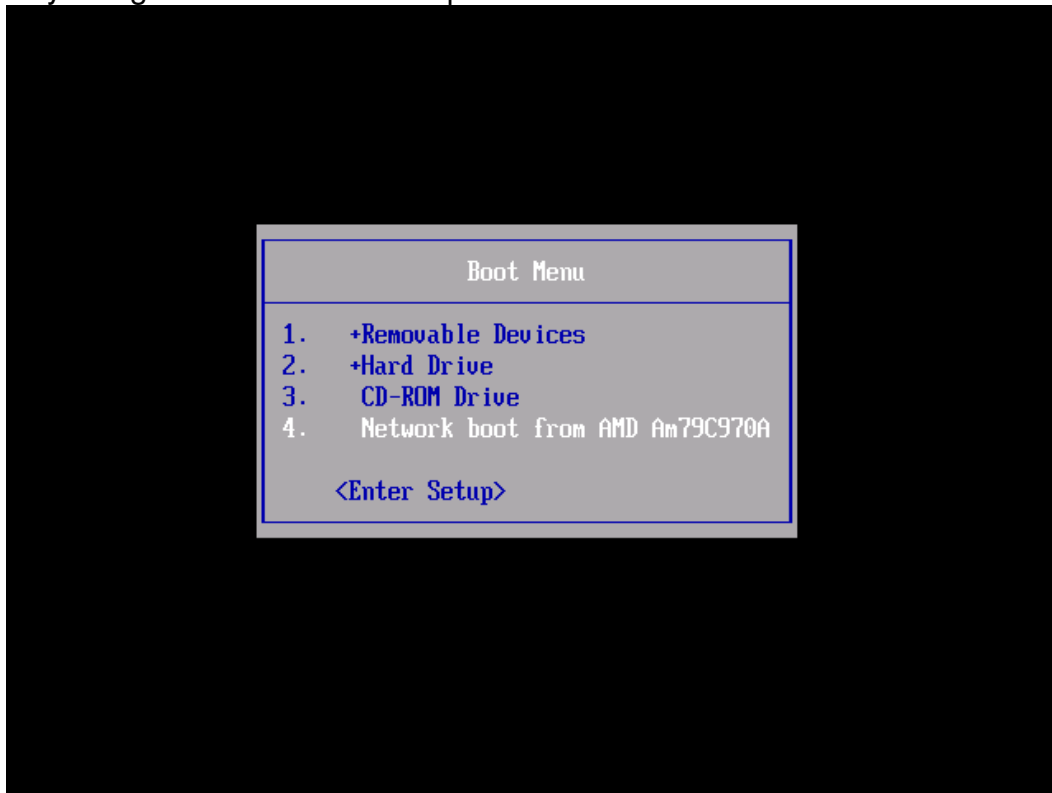 Boot Menu
1. +Removable Devices
2. +Hard Drive
3. CD-ROM Drive
4. Network boot from AMD Am79C970A
<Enter Setup>